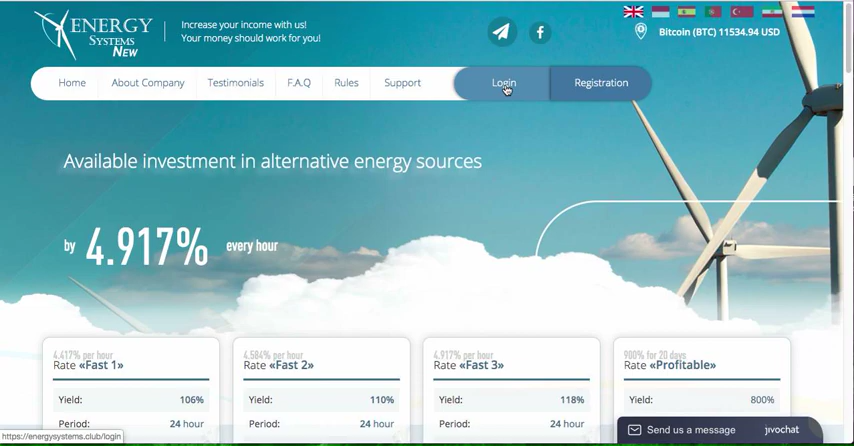 ENERGY
SYSTEMS
NEW
Increase your income with us!
Your money should work for you!
Bitcoin (BTC) 11534.94 USD
Home About Company Testimonials F.A.Q Rules Support Login Registration
Available investment in alternative energy sources
by 4.917% every hour
4.417% per hour 4.584% per hour 4.917% per hour 900% for 20 days
Rate «Fast 1» Rate «Fast 2» Rate «Fast 3» Rate «Profitable»
Yield: 106% Yield: 110% Yield: 118% Yield: 800%
Period: 24 hour Period: 24 hour Period: 24 hour
Send us a message jivochat
https://energysystems.club/login